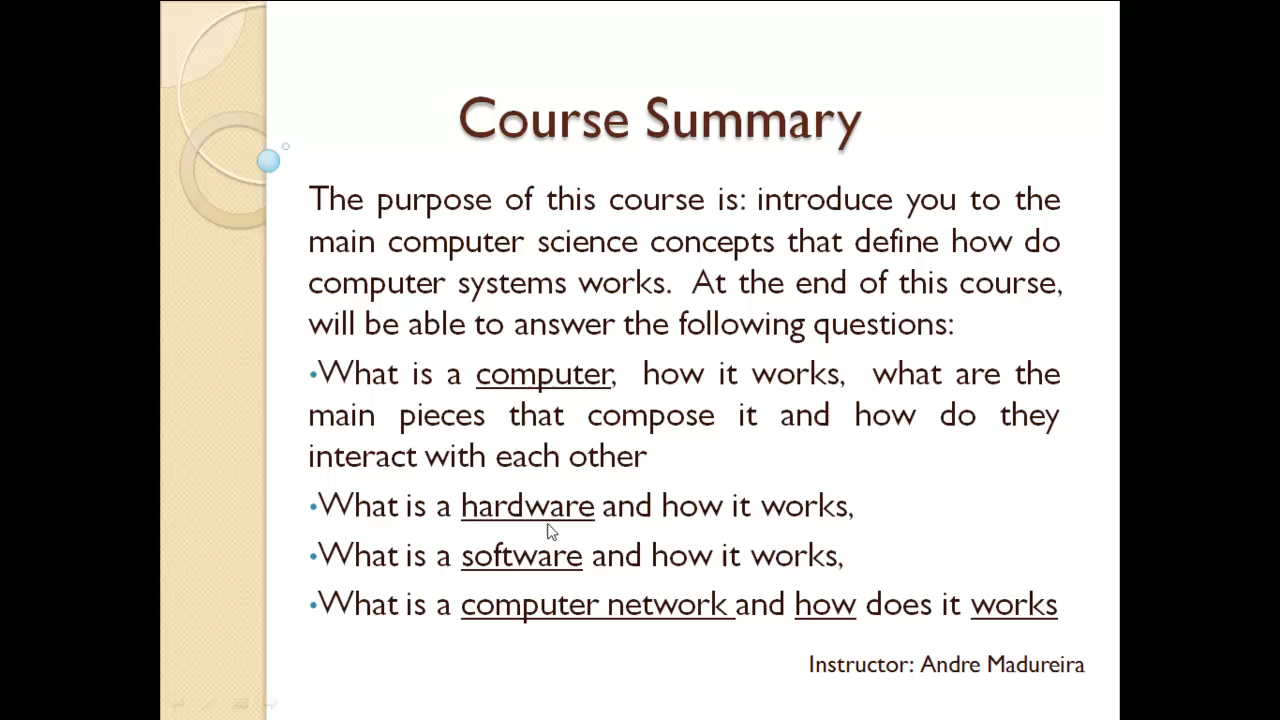 Course Summary
The purpose of this course is: introduce you to the
main computer science concepts that define how do
computer systems works. At the end of this course,
will be able to answer the following questions:
•What is a computer, how it works, what are the
main pieces that compose it and how do they
interact with each other
•What is a hardware and how it works,
•What is a software and how it works,
•What is a computer network and how does it works
Instructor: Andre Madureira